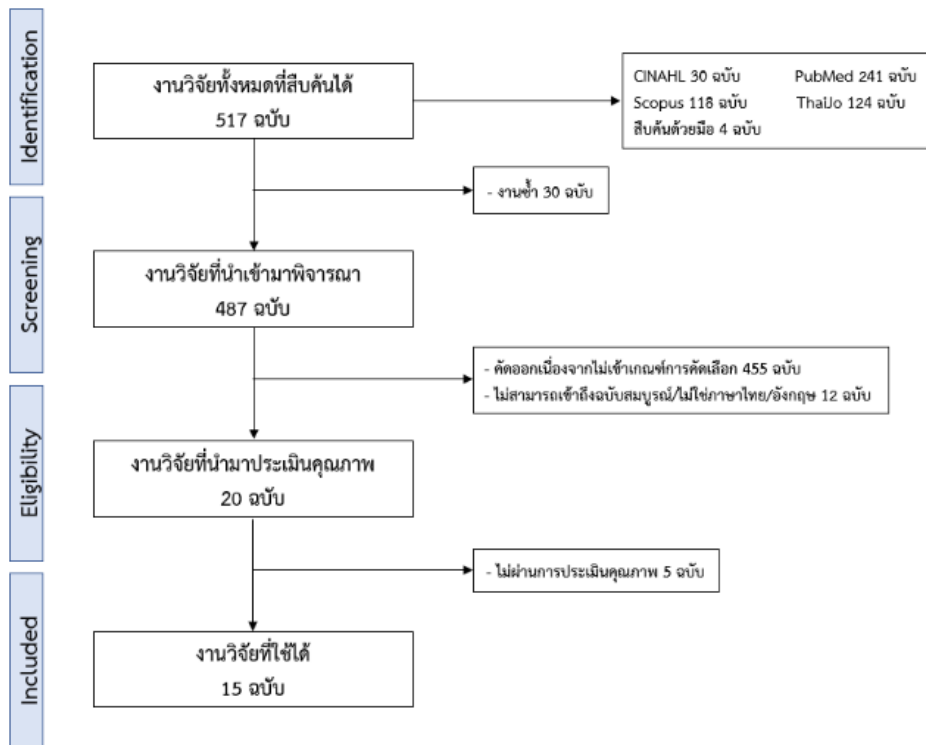 Identification
งานวิจัยทั้งหมดที่สืบค้นได้
517 ฉบับ
CINAHL 30 ฉบับ PubMed 241 ฉบับ
Scopus 118 ฉบับ ThaiJo 124 ฉบับ
สืบค้นด้วยมือ 4 ฉบับ
- งานซ้ำ 30 ฉบับ
Screening
งานวิจัยที่นำเข้ามาพิจารณา
487 ฉบับ
- คัดออกเนื่องจากไม่เข้าเกณฑ์การคัดเลือก 455 ฉบับ
- ไม่สามารถเข้าถึงฉบับสมบูรณ์/ไม่ใช่ภาษาไทย/อังกฤษ 12 ฉบับ
Eligibility
งานวิจัยที่นำมาประเมินคุณภาพ
20 ฉบับ
- ไม่ผ่านการประเมินคุณภาพ 5 ฉบับ
Included
งานวิจัยที่ใช้ได้
15 ฉบับ